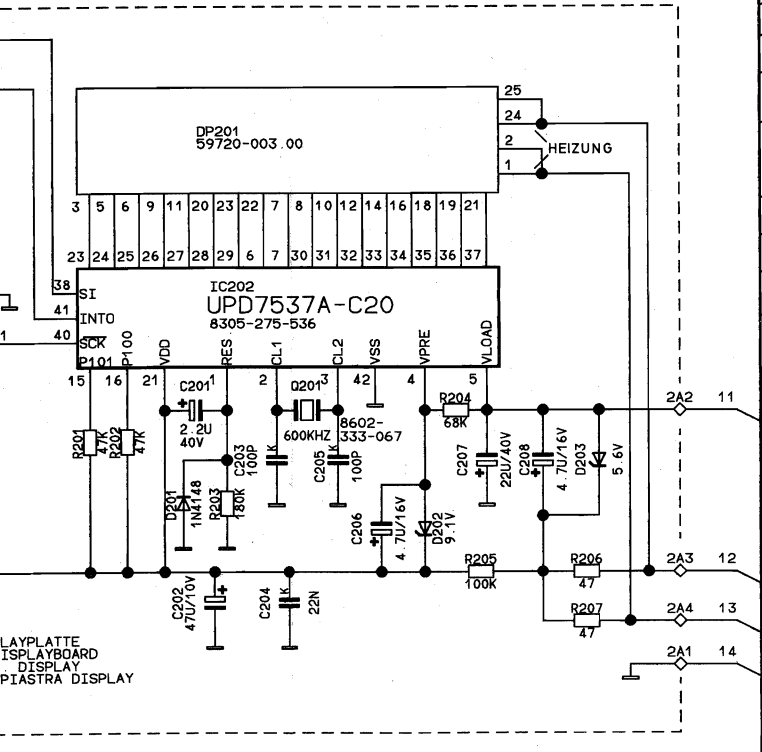 25
24
2
1
DP201
59720-003.00
HEIZUNG
3 5 6 9 11 20 23 22 7 8 10 12 14 16 18 19 21
23 24 25 26 27 28 29 6 7 30 31 32 33 34 35 36 37
38 SI
41 INTO
40 SCK
1
IC202
UPD7537A-C20
8305-275-536
P101 P100 VDD RES CL1 CL2 VSS VPRE VLOAD
15 16 21 1 2 3 42 4 5
C201
2.2U
40V
Q201
600KHZ
8602-
333-067
R204
68K
2A2 11
R201
47K
R202
47K
C203
100P
K
C205
100P
K
C207
22U/40V
C208
4.7U/16V
D203
5.6V
D201
1N4148
R203
180K
C206
4.7U/16V
D202
9.1V
R205
100K
R206
47
2A3 12
C202
47U/10V
C204
22N
K
R207
47
2A4 13
2A1 14
LAYPLATTE
ISPLAYBOARD
DISPLAY
PIASTRA DISPLAY